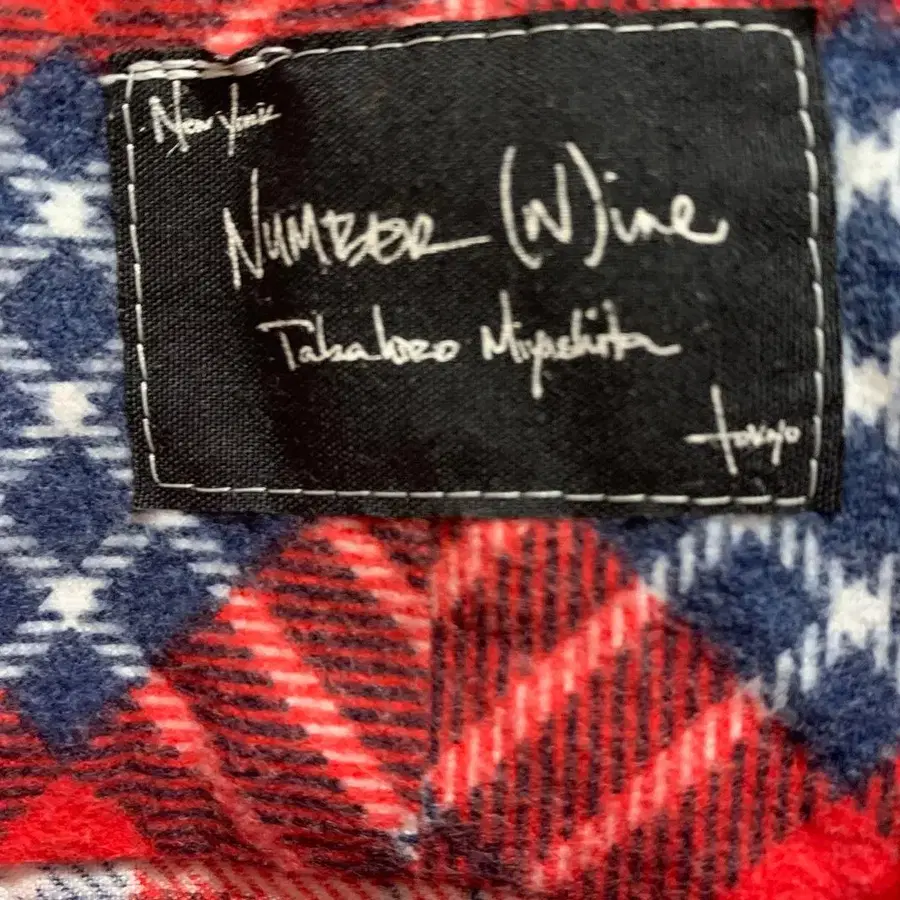 New York
NUMBER (N)ine
Takahiro Miyashita
tokyo